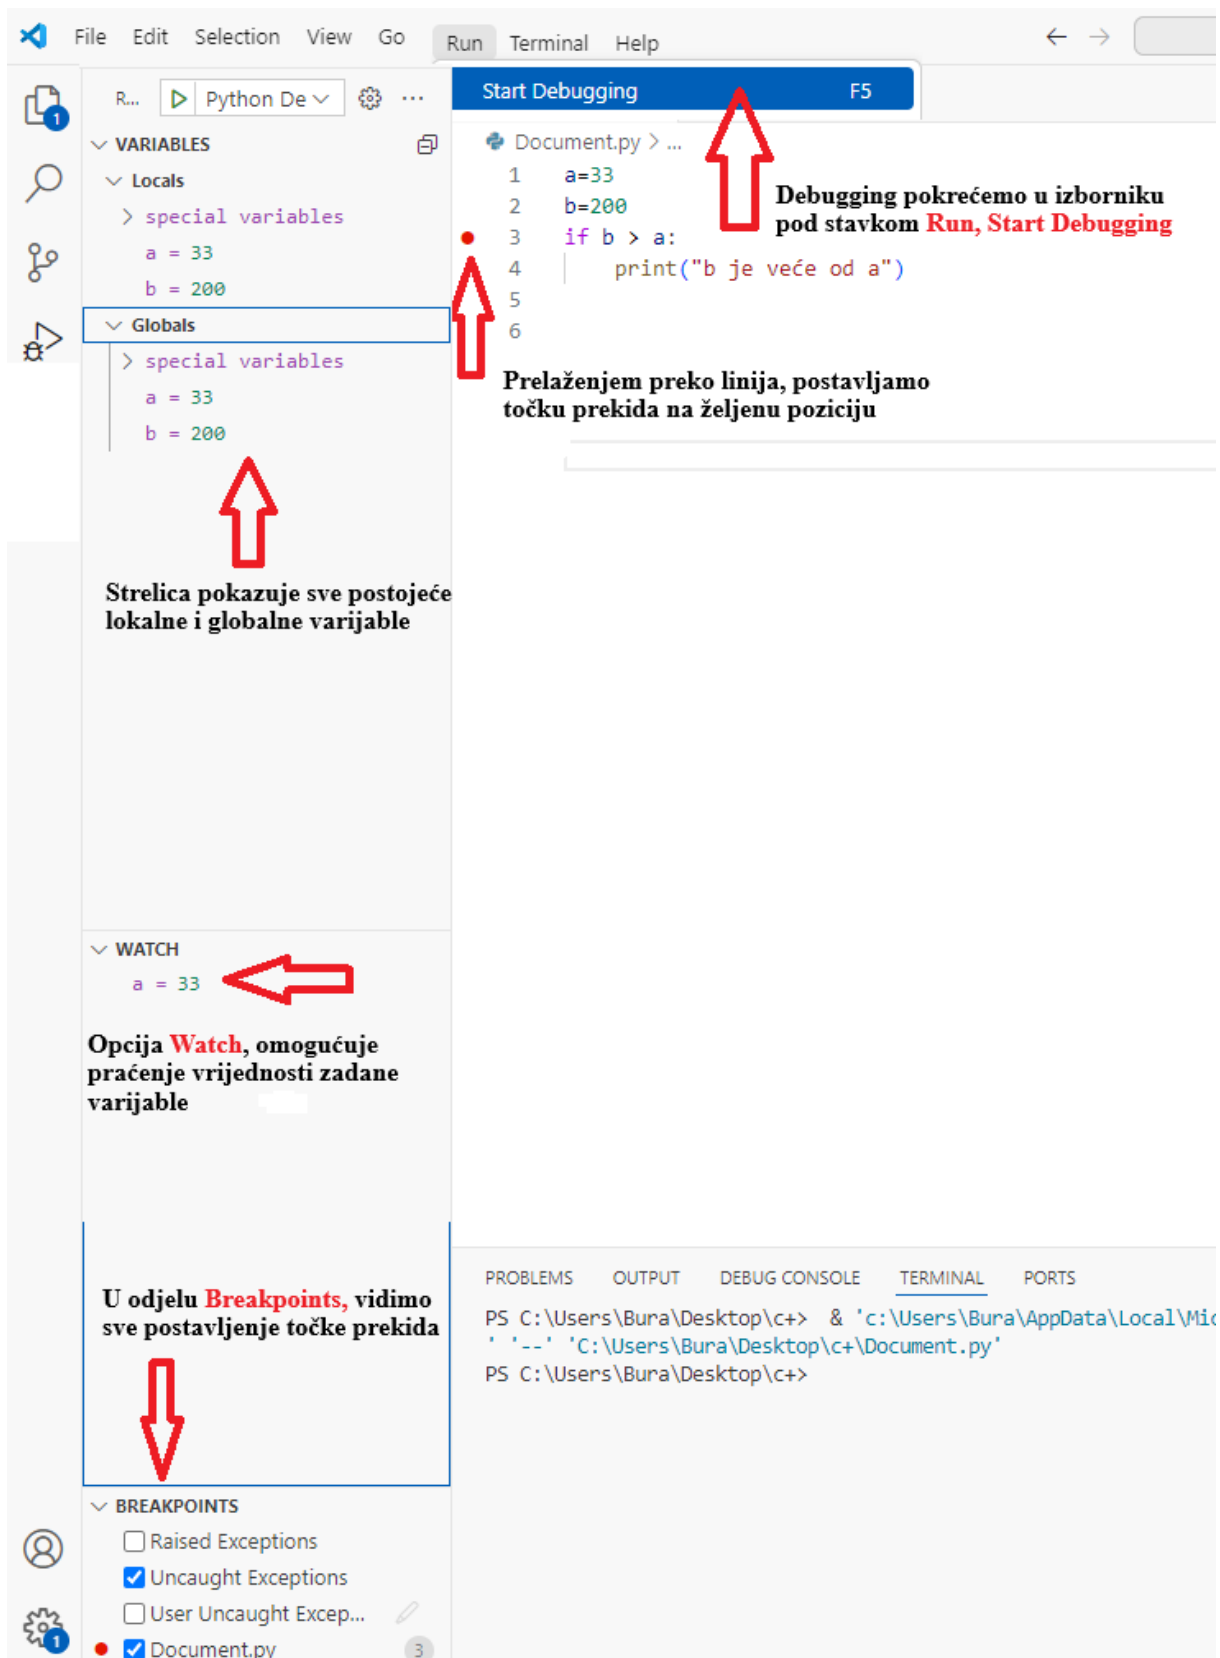 File Edit Selection View Go Run Terminal Help
R... Python De
Start Debugging F5
VARIABLES
Locals
special variables
a = 33
b = 200
Globals
special variables
a = 33
b = 200
Strelica pokazuje sve postojeće
lokalne i globalne varijable
Document.py > ...
1 a=33
2 b=200
3 if b > a:
4 print("b je veće od a")
5
6
Debugging pokrećemo u izborniku
pod stavkom Run, Start Debugging
Prelaženjem preko linija, postavljamo
točku prekida na željenu poziciju
WATCH
a = 33
Opcija Watch, omogućuje
praćenje vrijednosti zadane
varijable
U odjelu Breakpoints, vidimo
sve postavljenje točke prekida
BREAKPOINTS
Raised Exceptions
Uncaught Exceptions
User Uncaught Excep...
Document.py 3
PROBLEMS OUTPUT DEBUG CONSOLE TERMINAL PORTS
PS C:\Users\Bura\Desktop\c+> & 'c:\Users\Bura\AppData\Local\Mic
' '--' 'C:\Users\Bura\Desktop\c+\Document.py'
PS C:\Users\Bura\Desktop\c+>
1
1